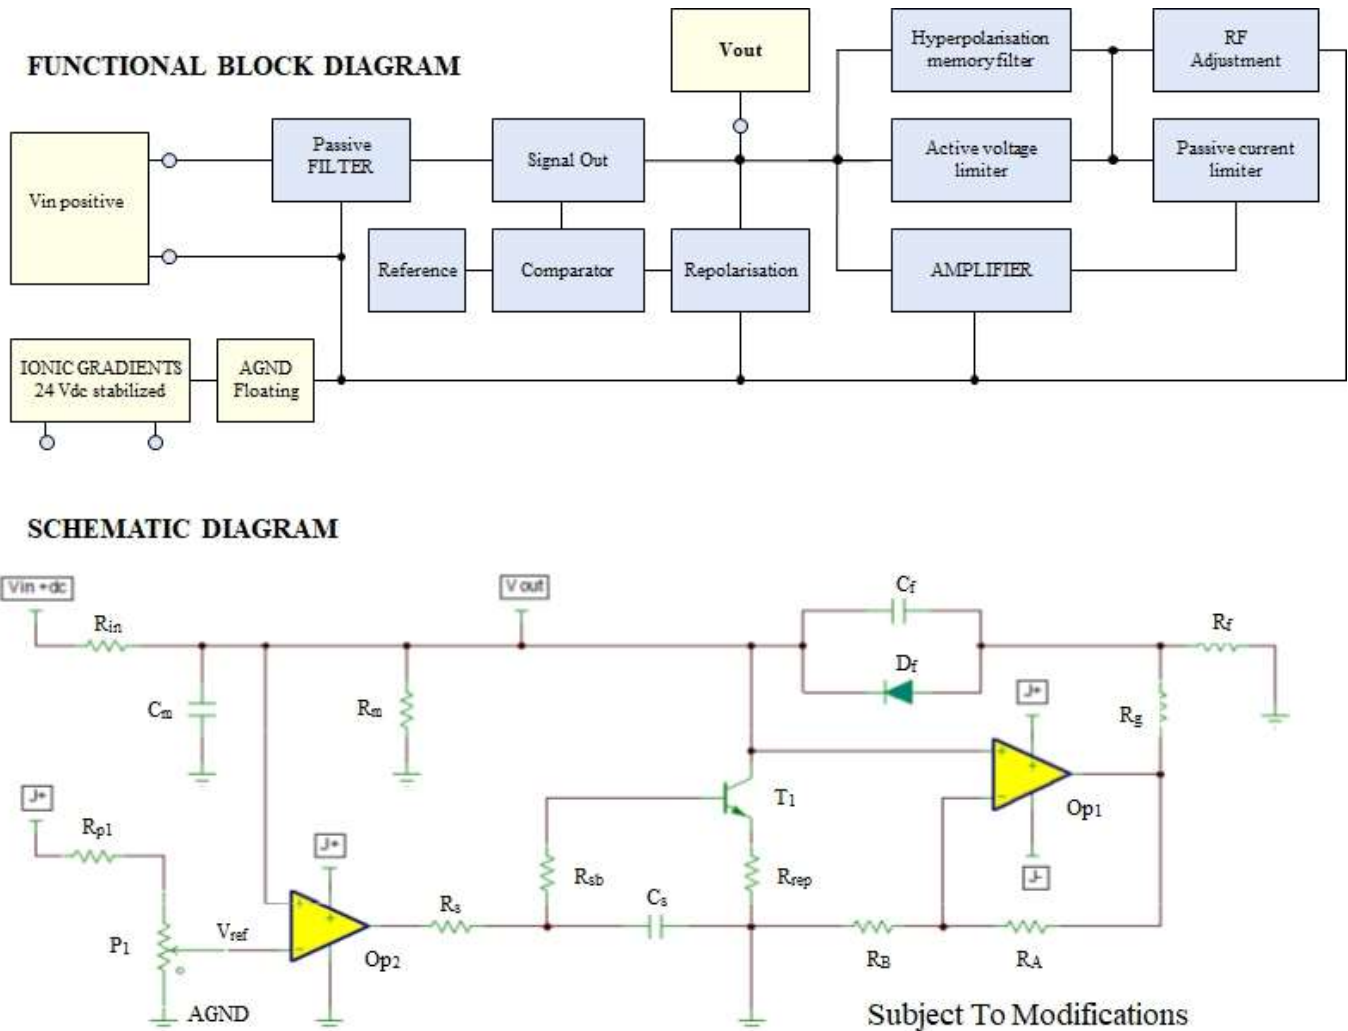 FUNCTIONAL BLOCK DIAGRAM
Vout
Hyperpolarisation
memory filter
RF
Adjustment
Vin positive
Passive
FILTER
Signal Out
Active voltage
limiter
Passive current
limiter
Reference
Comparator
Repolarisation
AMPLIFIER
IONIC GRADIENTS
24 Vdc stabilized
AGND
Floating
SCHEMATIC DIAGRAM
Vin +dc
Rin
V out
Cf
Rf
Cm
Rm
Df
J+
Rg
J+
Rp1
T1
Op1
J+
Rsb
Cs
Rrep
J-
Rs
P1
Vref
Op2
RB
RA
AGND
Subject To Modifications
+
-
+
+
-
+